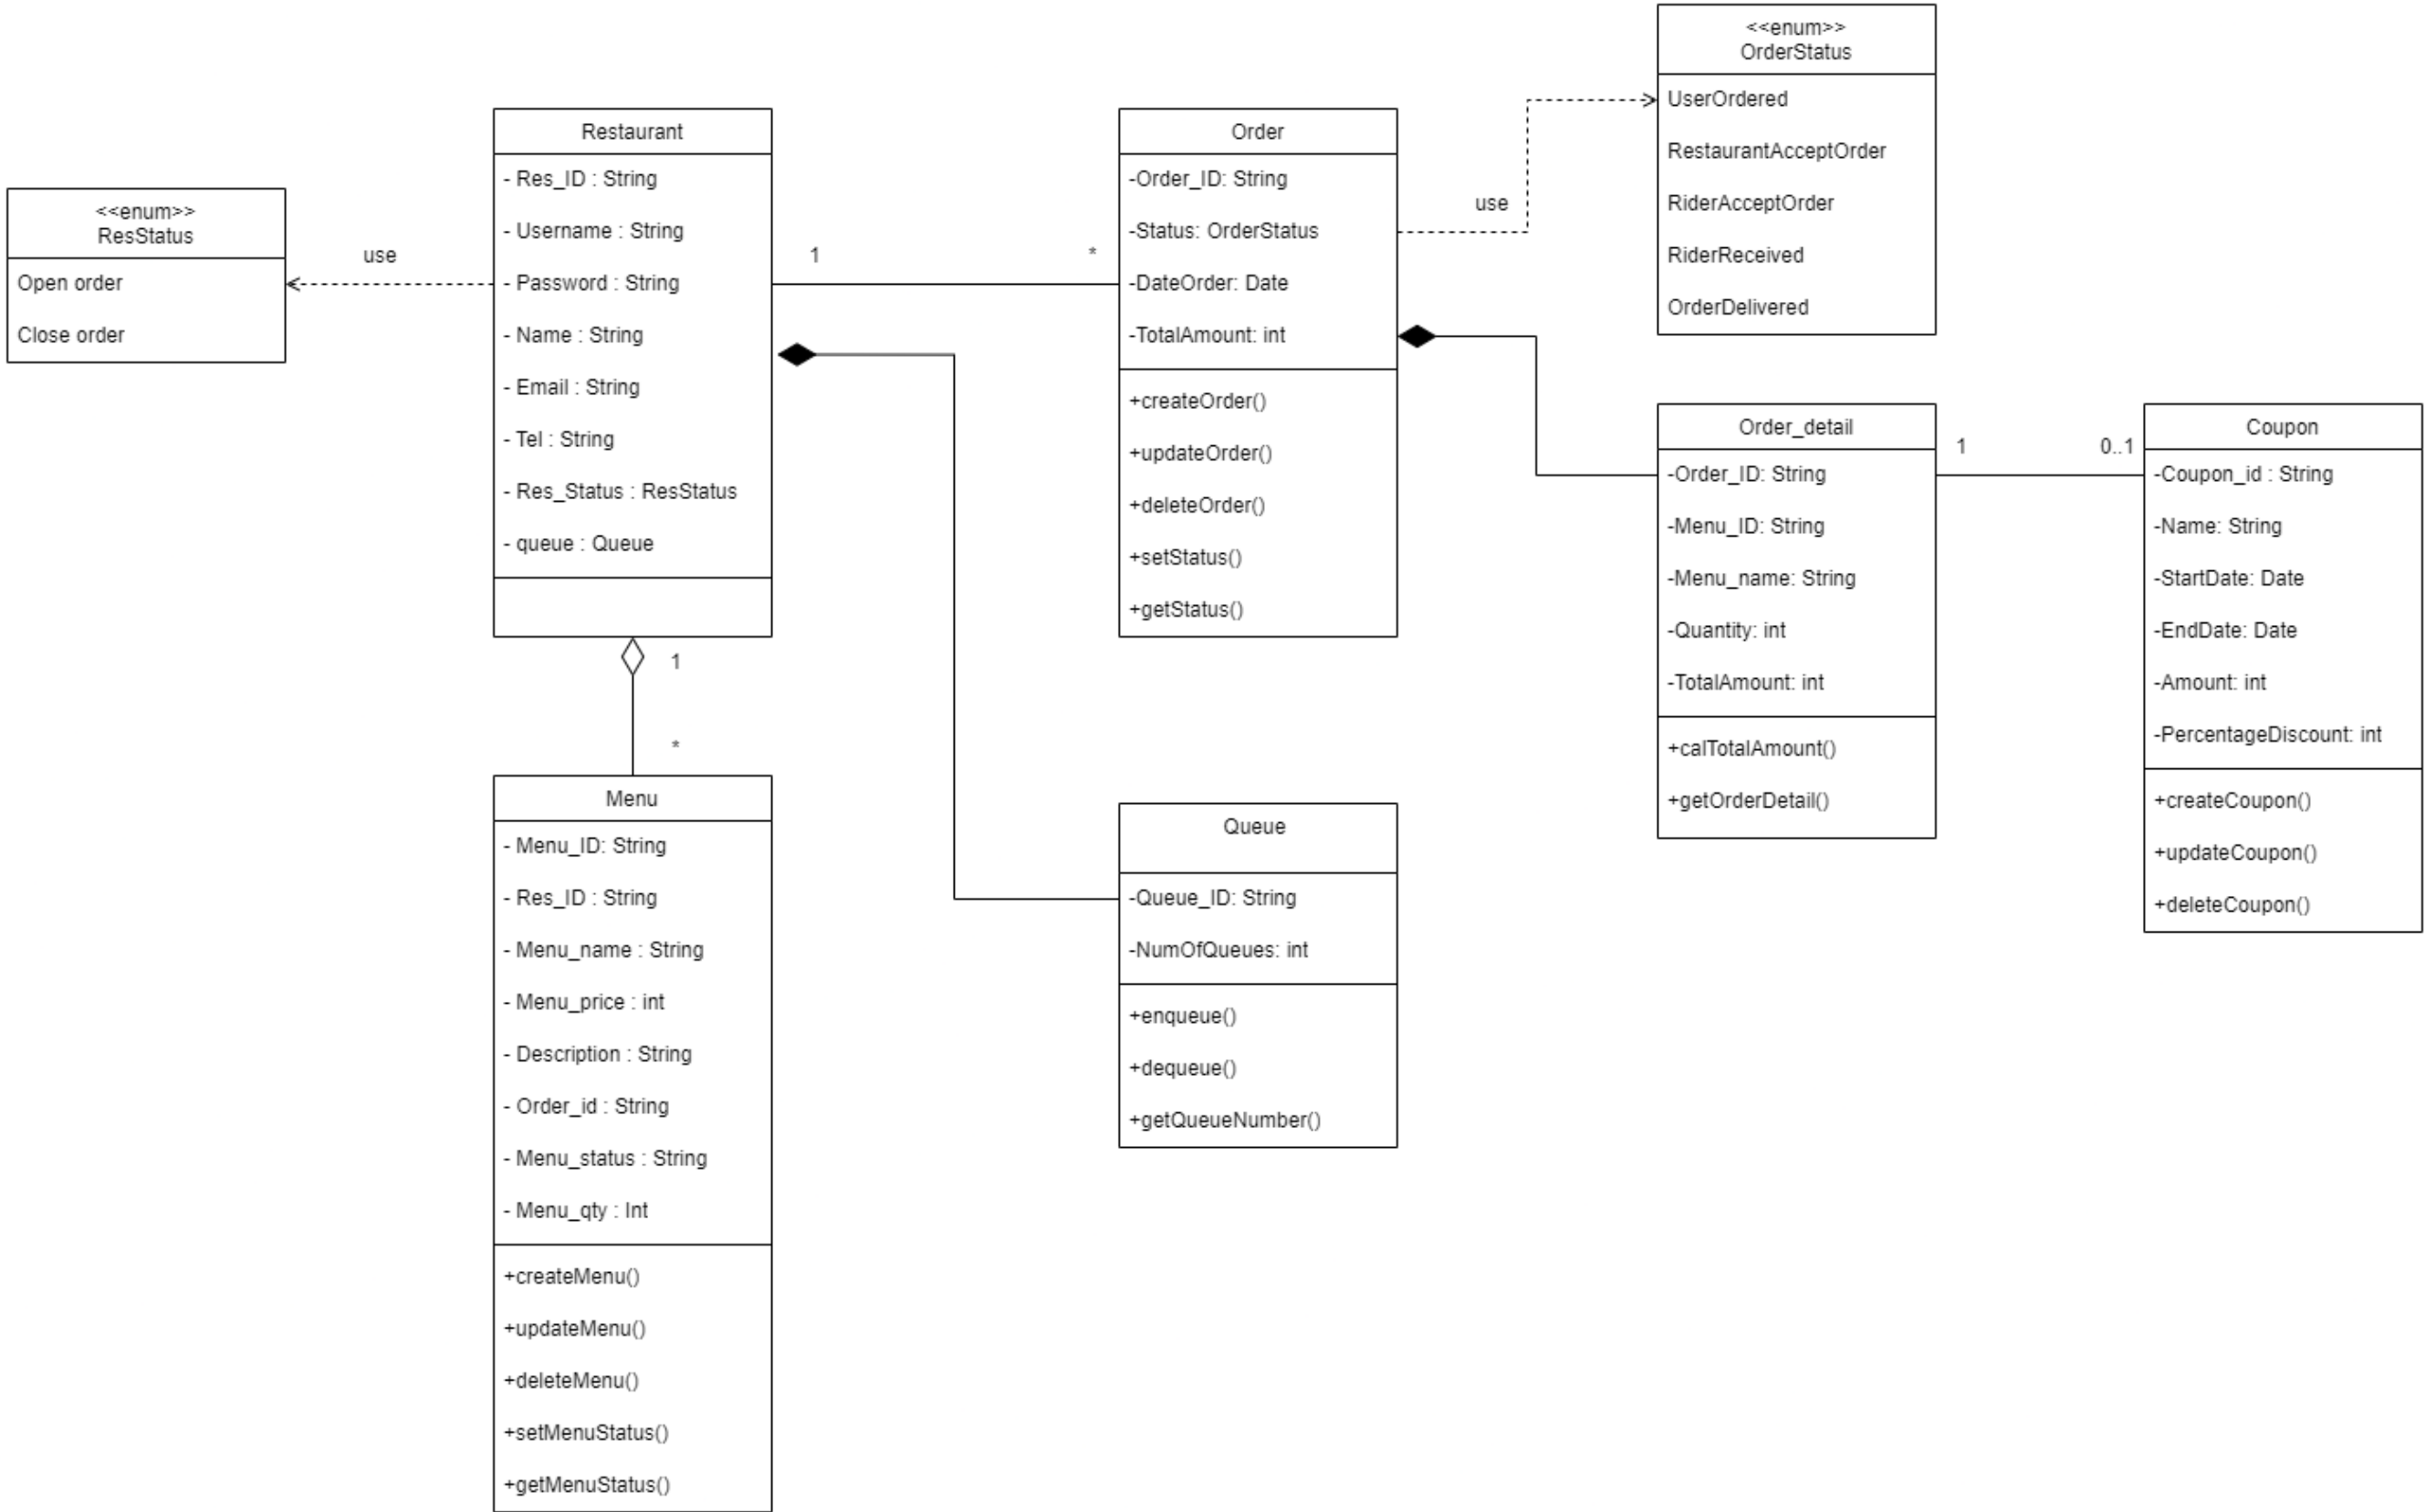 <<enum>>
ResStatus
Open order
Close order
use
Restaurant
- Res_ID : String
- Username : String
- Password : String
- Name : String
- Email : String
- Tel : String
- Res_Status : ResStatus
- queue : Queue
1
*
1
*
Menu
- Menu_ID: String
- Res_ID : String
- Menu_name : String
- Menu_price : int
- Description : String
- Order_id : String
- Menu_status : String
- Menu_qty : Int
+createMenu()
+updateMenu()
+deleteMenu()
+setMenuStatus()
+getMenuStatus()
Order
-Order_ID: String
-Status: OrderStatus
-DateOrder: Date
-TotalAmount: int
+createOrder()
+updateOrder()
+deleteOrder()
+setStatus()
+getStatus()
Queue
-Queue_ID: String
-NumOfQueues: int
+enqueue()
+dequeue()
+getQueueNumber()
use
<<enum>>
OrderStatus
UserOrdered
RestaurantAcceptOrder
RiderAcceptOrder
RiderReceived
OrderDelivered
Order_detail
-Order_ID: String
-Menu_ID: String
-Menu_name: String
-Quantity: int
-TotalAmount: int
+calTotalAmount()
+getOrderDetail()
1
0..1
Coupon
-Coupon_id : String
-Name: String
-StartDate: Date
-EndDate: Date
-Amount: int
-PercentageDiscount: int
+createCoupon()
+updateCoupon()
+deleteCoupon()